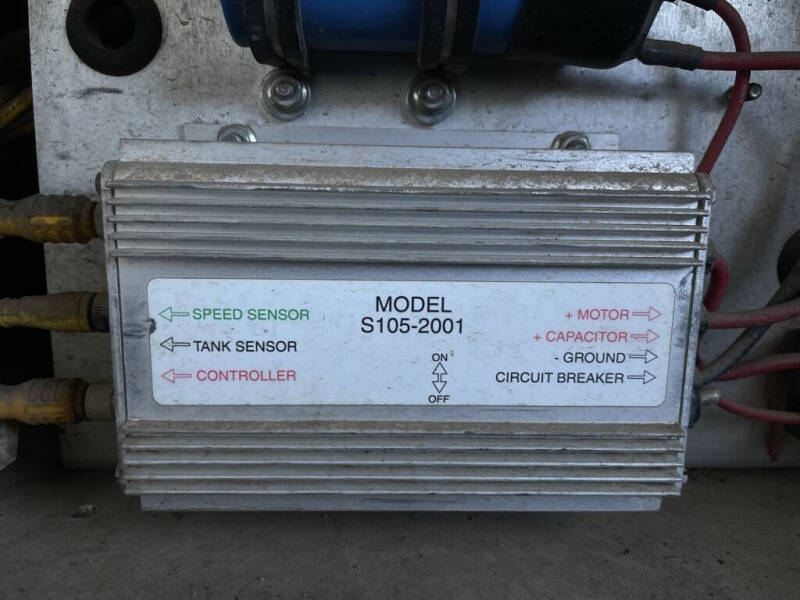 MODEL
S105-2001
SPEED SENSOR
TANK SENSOR
CONTROLLER
ON
OFF
+ MOTOR
+ CAPACITOR
- GROUND
CIRCUIT BREAKER